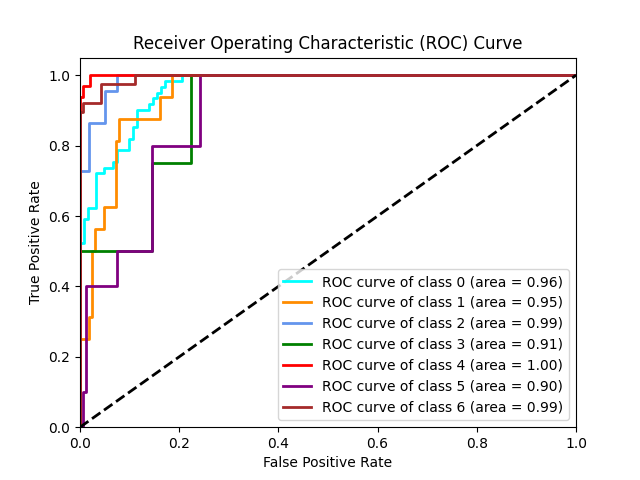 Receiver Operating Characteristic (ROC) Curve
1.0
0.8
0.6
0.4
0.2
0.0
True Positive Rate
ROC curve of class 0 (area = 0.96)
ROC curve of class 1 (area = 0.95)
ROC curve of class 2 (area = 0.99)
ROC curve of class 3 (area = 0.91)
ROC curve of class 4 (area = 1.00)
ROC curve of class 5 (area = 0.90)
ROC curve of class 6 (area = 0.99)
0.0 0.2 0.4 0.6 0.8 1.0
False Positive Rate